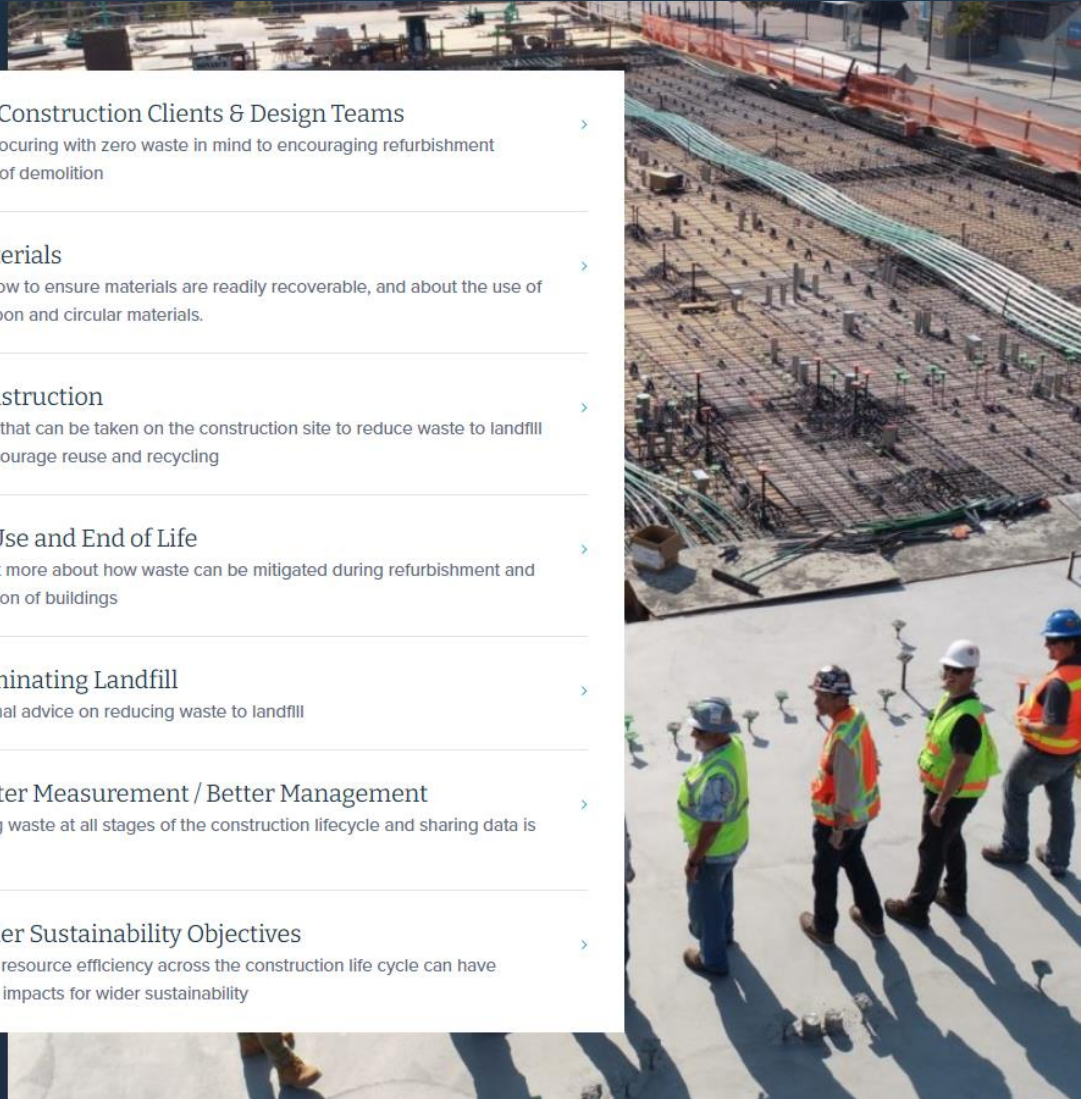 Construction Clients & Design Teams
ocuring with zero waste in mind to encouraging refurbishment
of demolition
erials
ow to ensure materials are readily recoverable, and about the use of
bon and circular materials.
struction
that can be taken on the construction site to reduce waste to landfill
ourage reuse and recycling
Use and End of Life
more about how waste can be mitigated during refurbishment and
on of buildings
minating Landfill
nal advice on reducing waste to landfill
ter Measurement / Better Management
g waste at all stages of the construction lifecycle and sharing data is
er Sustainability Objectives
resource efficiency across the construction life cycle can have
impacts for wider sustainability